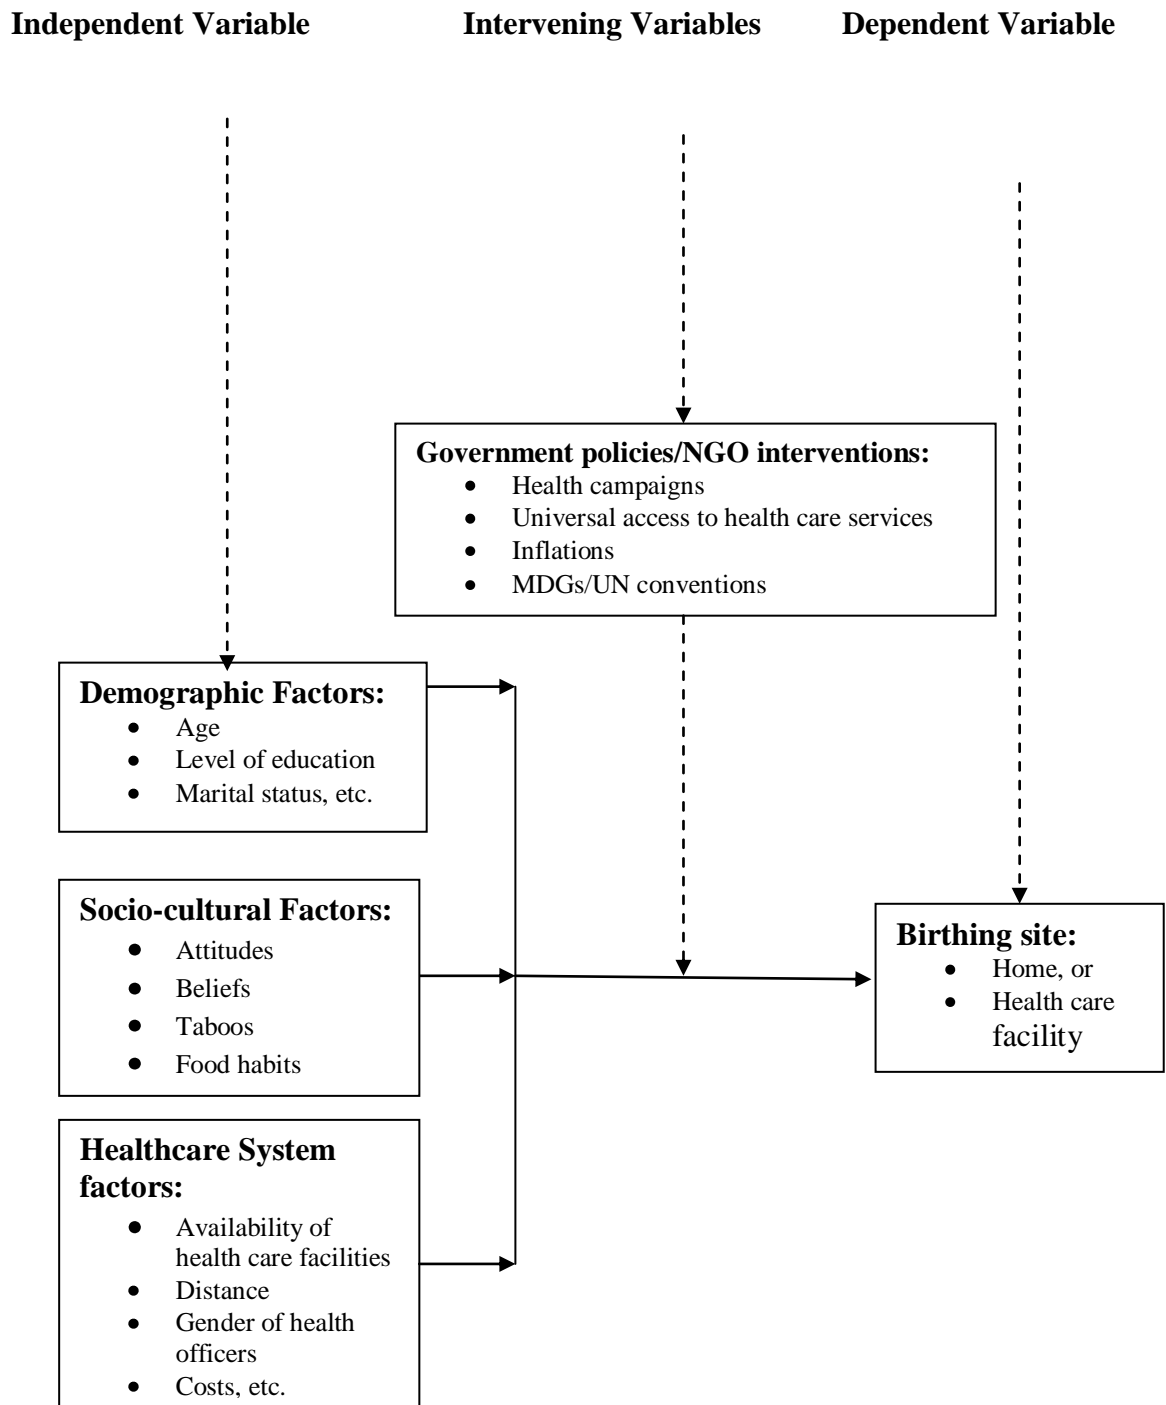 Independent Variable
Intervening Variables
Dependent Variable
Government policies/NGO interventions:
• Health campaigns
• Universal access to health care services
• Inflations
• MDGs/UN conventions
Demographic Factors:
• Age
• Level of education
• Marital status, etc.
Socio-cultural Factors:
• Attitudes
• Beliefs
• Taboos
• Food habits
Birthing site:
• Home, or
• Health care
facility
Healthcare System
factors:
• Availability of
health care facilities
• Distance
• Gender of health
officers
• Costs, etc.